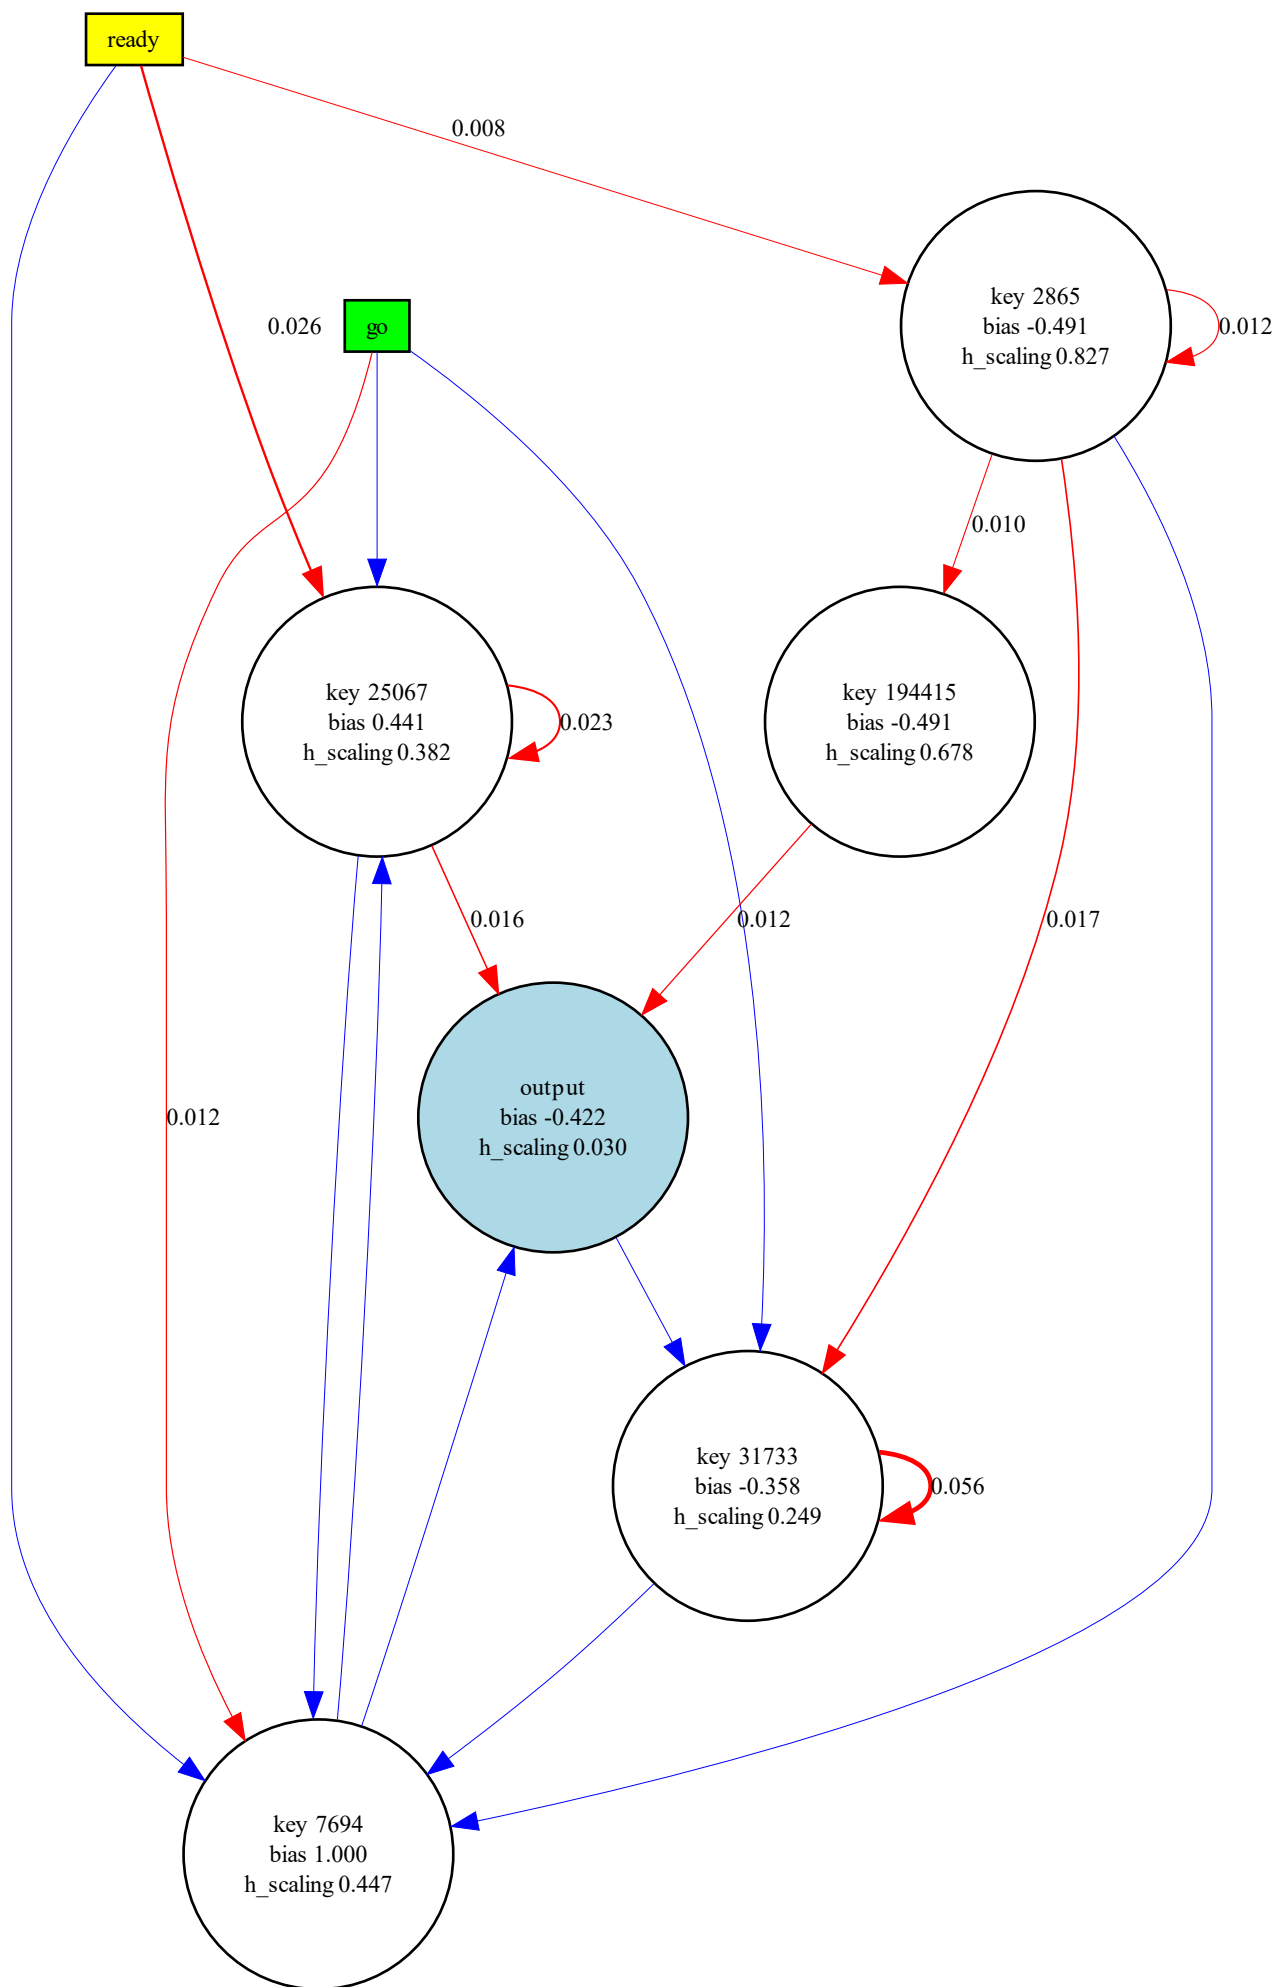 ready
0.008
key 2865
bias -0.491
h_scaling 0.827
0.012
0.026
go
0.010
key 25067
bias 0.441
h_scaling 0.382
0.023
key 194415
bias -0.491
h_scaling 0.678
0.016
0.012
0.017
output
bias -0.422
h_scaling 0.030
0.012
key 31733
bias -0.358
h_scaling 0.249
0.056
key 7694
bias 1.000
h_scaling 0.447